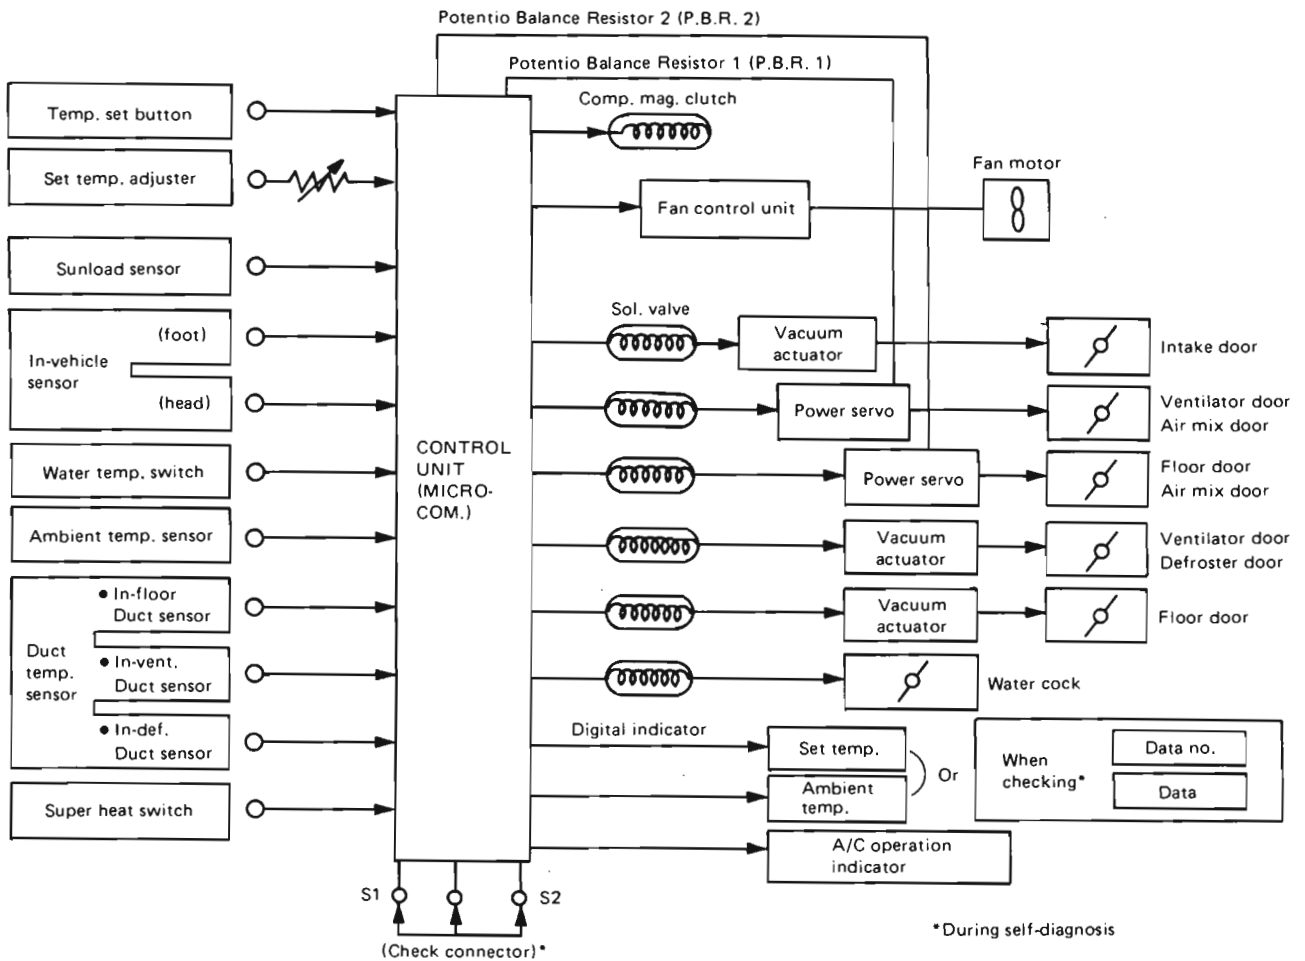 Potentio Balance Resistor 2 (P.B.R. 2)
Potentio Balance Resistor 1 (P.B.R. 1)
Comp. mag. clutch
Temp. set button
Set temp. adjuster
Fan motor
Fan control unit
Sunload sensor
Sol. valve
(foot)
In-vehicle
sensor
(head)
Vacuum
actuator
Intake door
Power servo
Ventilator door
Air mix door
CONTROL
UNIT
(MICRO-
COM.)
Water temp. switch
Power servo
Floor door
Air mix door
Ambient temp. sensor
Vacuum
actuator
Ventilator door
Defroster door
Duct
temp.
sensor
• In-floor
Duct sensor
• In-vent.
Duct sensor
• In-def.
Duct sensor
Vacuum
actuator
Floor door
Water cock
Digital indicator
Set temp.
Ambient
temp.
Or
When
checking*
Data no.
Data
Super heat switch
A/C operation
indicator
S1
S2
(Check connector)*
*During self-diagnosis